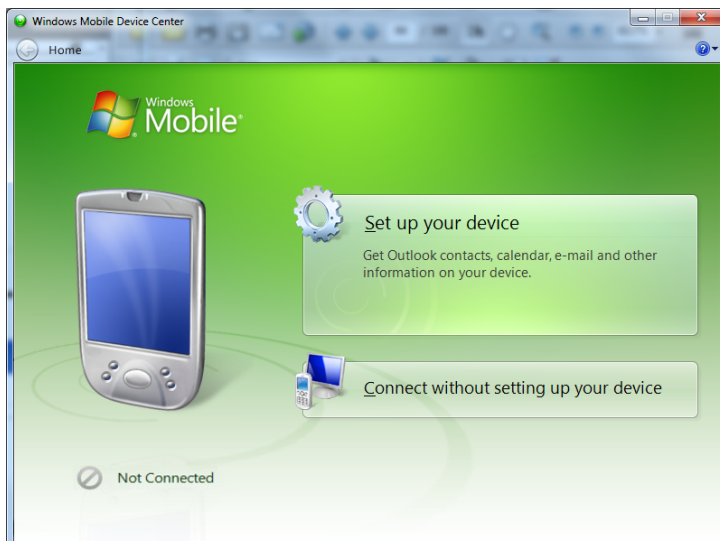 Windows Mobile Device Center
Home
Windows
Mobile
Set up your device
Get Outlook contacts, calendar, e-mail and other
information on your device.
Connect without setting up your device
Not Connected